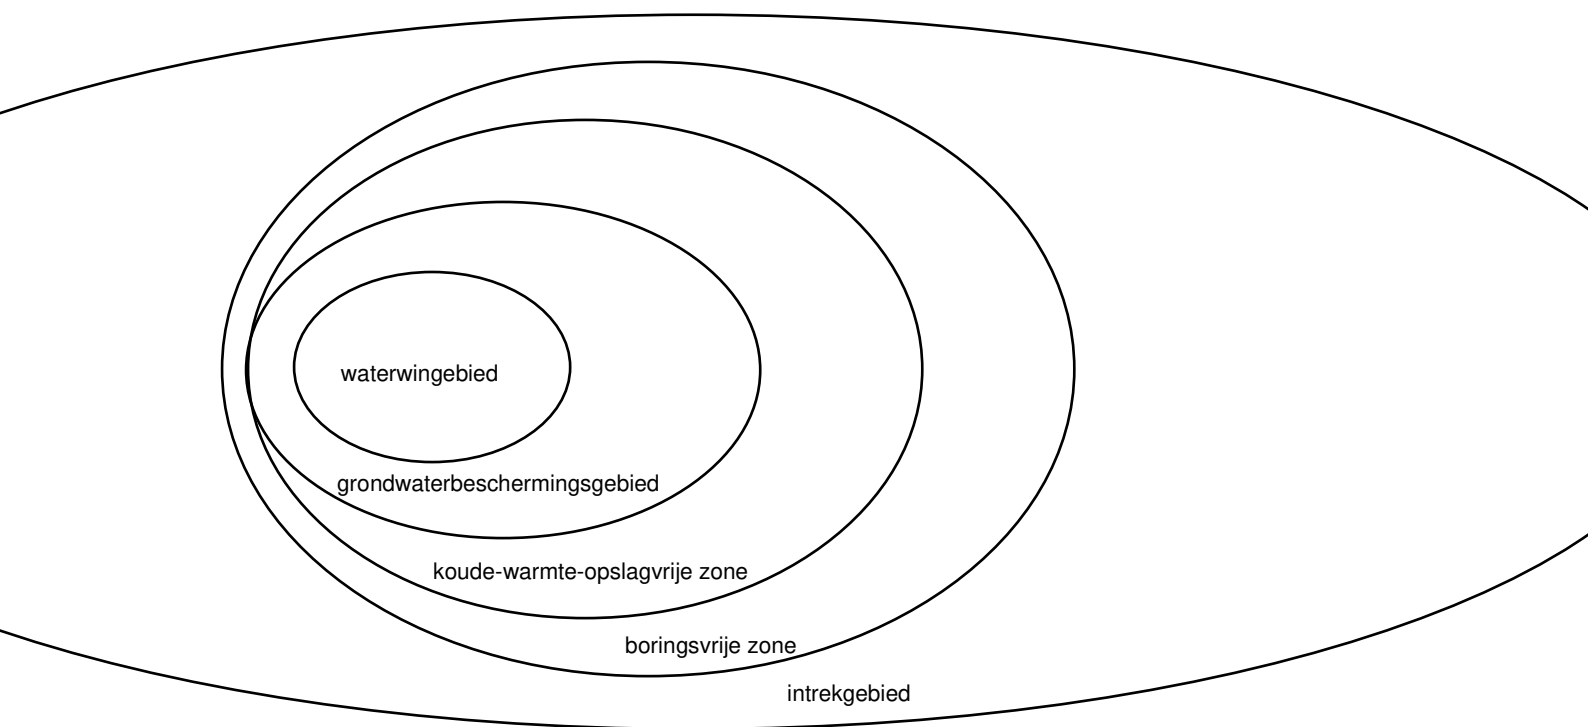 waterwingebied
grondwaterbeschermingsgebied
koude-warmte-opslagvrije zone
boringsvrije zone
intrekgebied